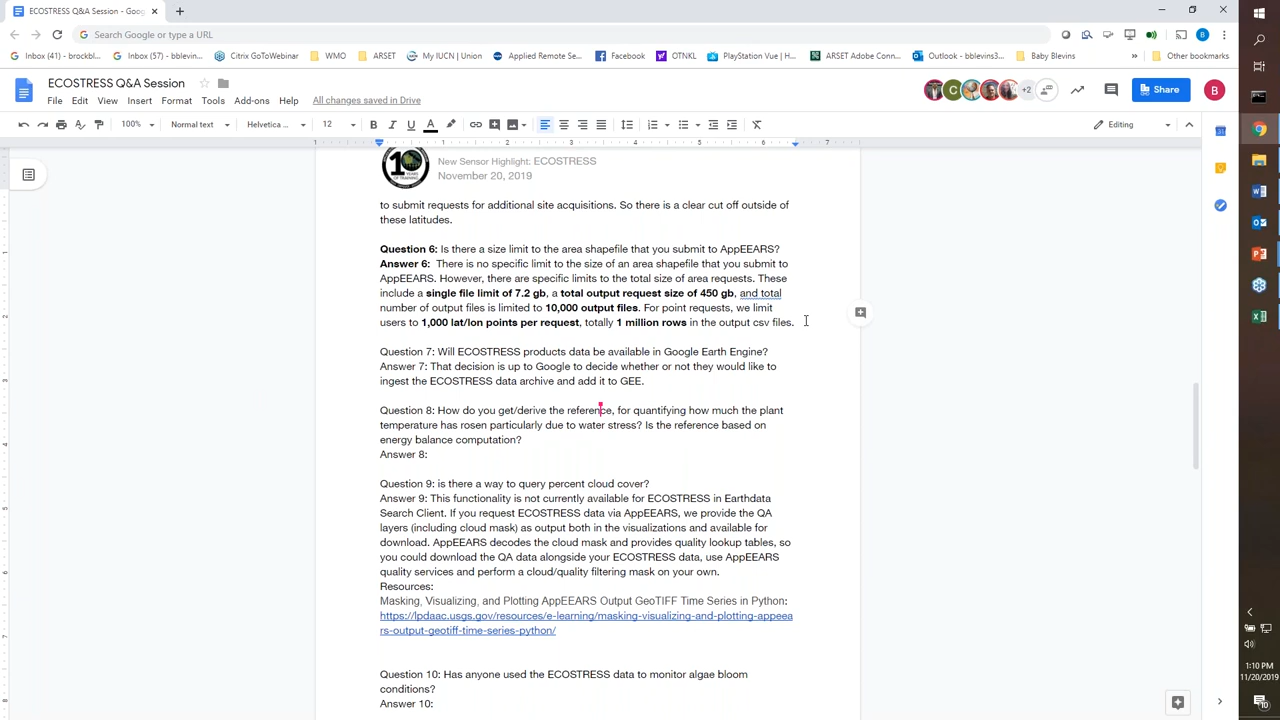 ECOSTRESS Q&A Session - Goog
Search Google or type a URL
Inbox (41) - brockbl...
Inbox (57) - bblevins...
Citrix GoToWebinar
WMO
ARSET
My IUCN | Union
Applied Remote Se...
Facebook
OTNKL
PlayStation Vue | H...
ARSET Adobe Conn...
Outlook - bblevins3...
Baby Blevins
»
Other bookmarks
ECOSTRESS Q&A Session
File Edit View Insert Format Tools Add-ons Help All changes saved in Drive
C
+2
Share
B
100%
Normal text
Helvetica ...
12
B I U A
Editing
1 1 2 3 4 5 6 7
10
YEARS
OF TRAINING
New Sensor Highlight: ECOSTRESS
November 20, 2019
to submit requests for additional site acquisitions. So there is a clear cut off outside of
these latitudes.
Question 6: Is there a size limit to the area shapefile that you submit to AppEEARS?
Answer 6: There is no specific limit to the size of an area shapefile that you submit to
AppEEARS. However, there are specific limits to the total size of area requests. These
include a single file limit of 7.2 gb, a total output request size of 450 gb, and total
number of output files is limited to 10,000 output files. For point requests, we limit
users to 1,000 lat/lon points per request, totally 1 million rows in the output csv files.
Question 7: Will ECOSTRESS products data be available in Google Earth Engine?
Answer 7: That decision is up to Google to decide whether or not they would like to
ingest the ECOSTRESS data archive and add it to GEE.
Question 8: How do you get/derive the reference, for quantifying how much the plant
temperature has rosen particularly due to water stress? Is the reference based on
energy balance computation?
Answer 8:
Question 9: is there a way to query percent cloud cover?
Answer 9: This functionality is not currently available for ECOSTRESS in Earthdata
Search Client. If you request ECOSTRESS data via AppEEARS, we provide the QA
layers (including cloud mask) as output both in the visualizations and available for
download. AppEEARS decodes the cloud mask and provides quality lookup tables, so
you could download the QA data alongside your ECOSTRESS data, use AppEEARS
quality services and perform a cloud/quality filtering mask on your own.
Resources:
Masking, Visualizing, and Plotting AppEEARS Output GeoTIFF Time Series in Python:
https://lpdaac.usgs.gov/resources/e-learning/masking-visualizing-and-plotting-appeea
rs-output-geotiff-time-series-python/
Question 10: Has anyone used the ECOSTRESS data to monitor algae bloom
conditions?
Answer 10:
1:10 PM
11/20/2019